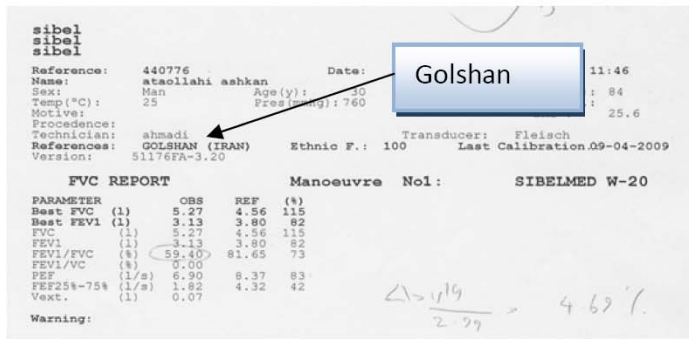 sibel
sibel
sibel
Reference: 440776 Date: 11:46
Name: ataollahi ashkan
Sex: Man Age(y): 30 84
Temp(°C): 25 Pres(mmHg): 760
Motive: 25.6
Procedence:
Technician: ahmadi Transducer: Fleisch
References: GOLSHAN (IRAN) Ethnic F.: 100 Last Calibration.09-04-2009
Version: 51176FA-3.20
Golshan
FVC REPORT Manoeuvre No1: SIBELMED W-20
PARAMETER OBS REF (%)
Best FVC (l) 5.27 4.56 115
Best FEV1 (l) 3.13 3.80 82
FVC (l) 5.27 4.56 115
FEV1 (l) 3.13 3.80 82
FEV1/FVC (%) 59.40 81.65 73
FEV1/VC (%) 0.00
PEF (l/s) 6.90 8.37 83
FEF25%-75% (l/s) 1.82 4.32 42
Vext. (l) 0.07
2.99 4.69 %
Warning: